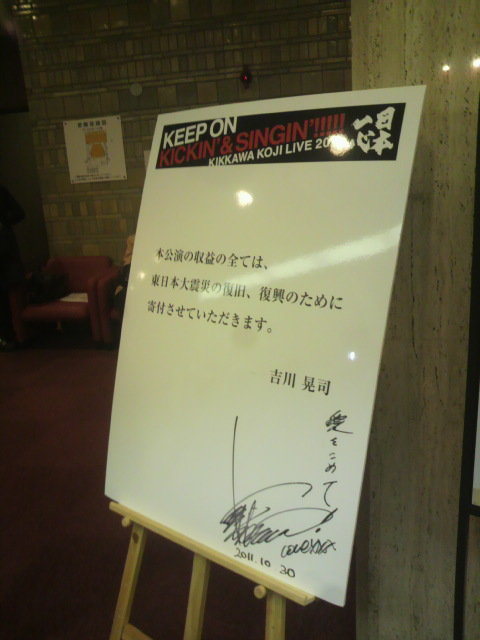 KEEP ON
KICKIN'&SINGIN'!!!!!
KIKKAWA KOJI LIVE 20
日本
一心
本公演の収益の全ては、
東日本大震災の復旧、復興のために
寄付させていただきます。
吉川 晃司
愛をこめて
2011.10.30